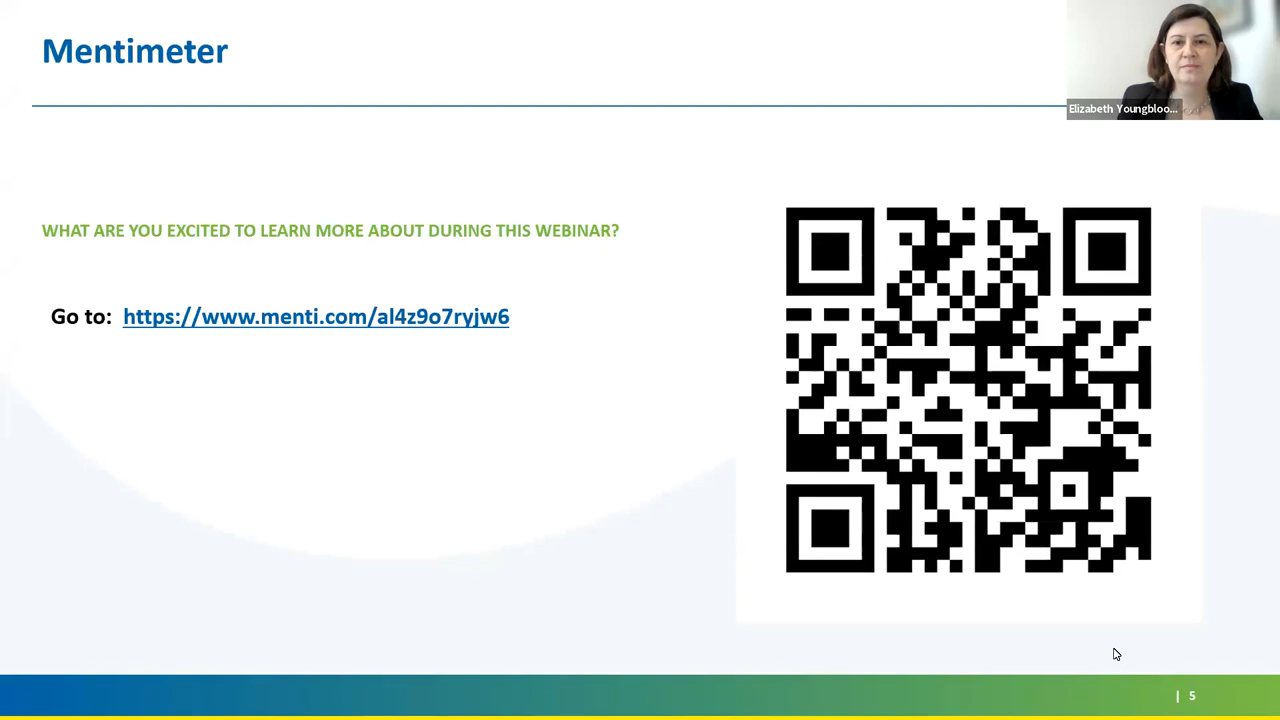 Mentimeter
Elizabeth Youngbloo...
WHAT ARE YOU EXCITED TO LEARN MORE ABOUT DURING THIS WEBINAR?
Go to: https://www.menti.com/al4z9o7ryjw6
| 5